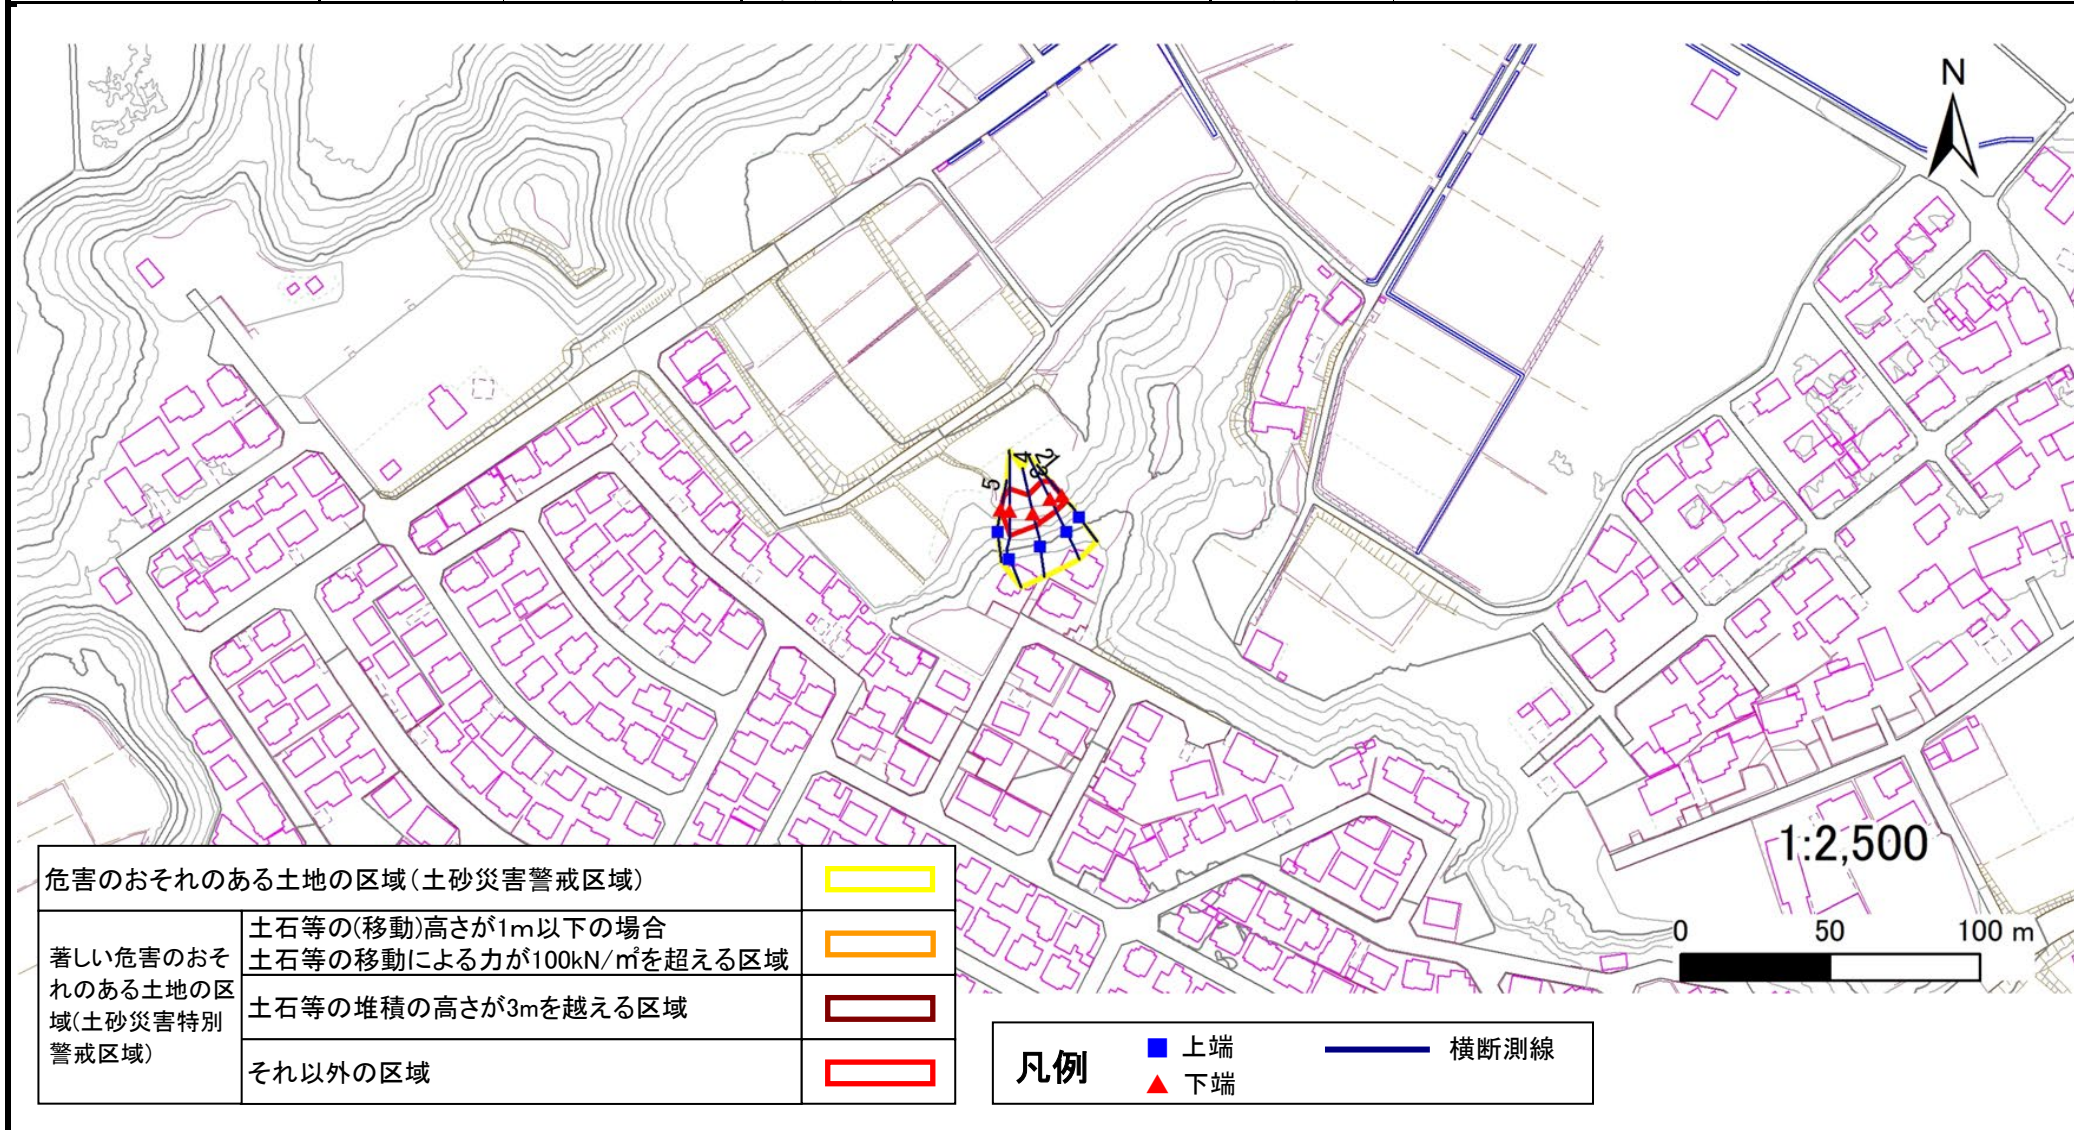 N
4
2
8
5
1:2,500
0 50 100 m
危害のおそれのある土地の区域(土砂災害警戒区域)
著しい危害のおそ
れのある土地の区
域(土砂災害特別
警戒区域)
土石等の(移動)高さが1m以下の場合
土石等の移動による力が100kN/㎡を超える区域
土石等の堆積の高さが3mを越える区域
それ以外の区域
凡例
上端
下端
横断測線